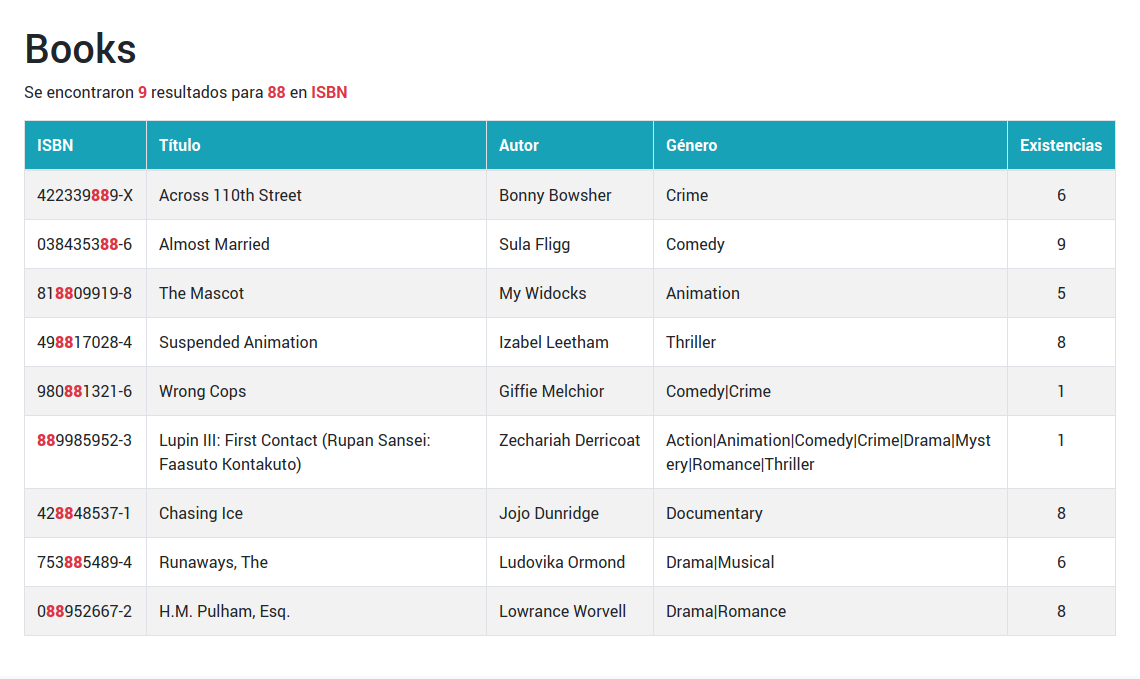 Books
Se encontraron 9 resultados para 88 en ISBN
ISBN Título Autor Género Existencias
422339889-X Across 110th Street Bonny Bowsher Crime 6
038435388-6 Almost Married Sula Fligg Comedy 9
818809919-8 The Mascot My Widocks Animation 5
498817028-4 Suspended Animation Izabel Leetham Thriller 8
980881321-6 Wrong Cops Giffie Melchior Comedy|Crime 1
889985952-3 Lupin III: First Contact (Rupan Sansei: Zechariah Derricoat Action|Animation|Comedy|Crime|Drama|Myst 1
Faasuto Kontakuto) ery|Romance|Thriller
428848537-1 Chasing Ice Jojo Dunridge Documentary 8
753885489-4 Runaways, The Ludovika Ormond Drama|Musical 6
088952667-2 H.M. Pulham, Esq. Lowrance Worvell Drama|Romance 8